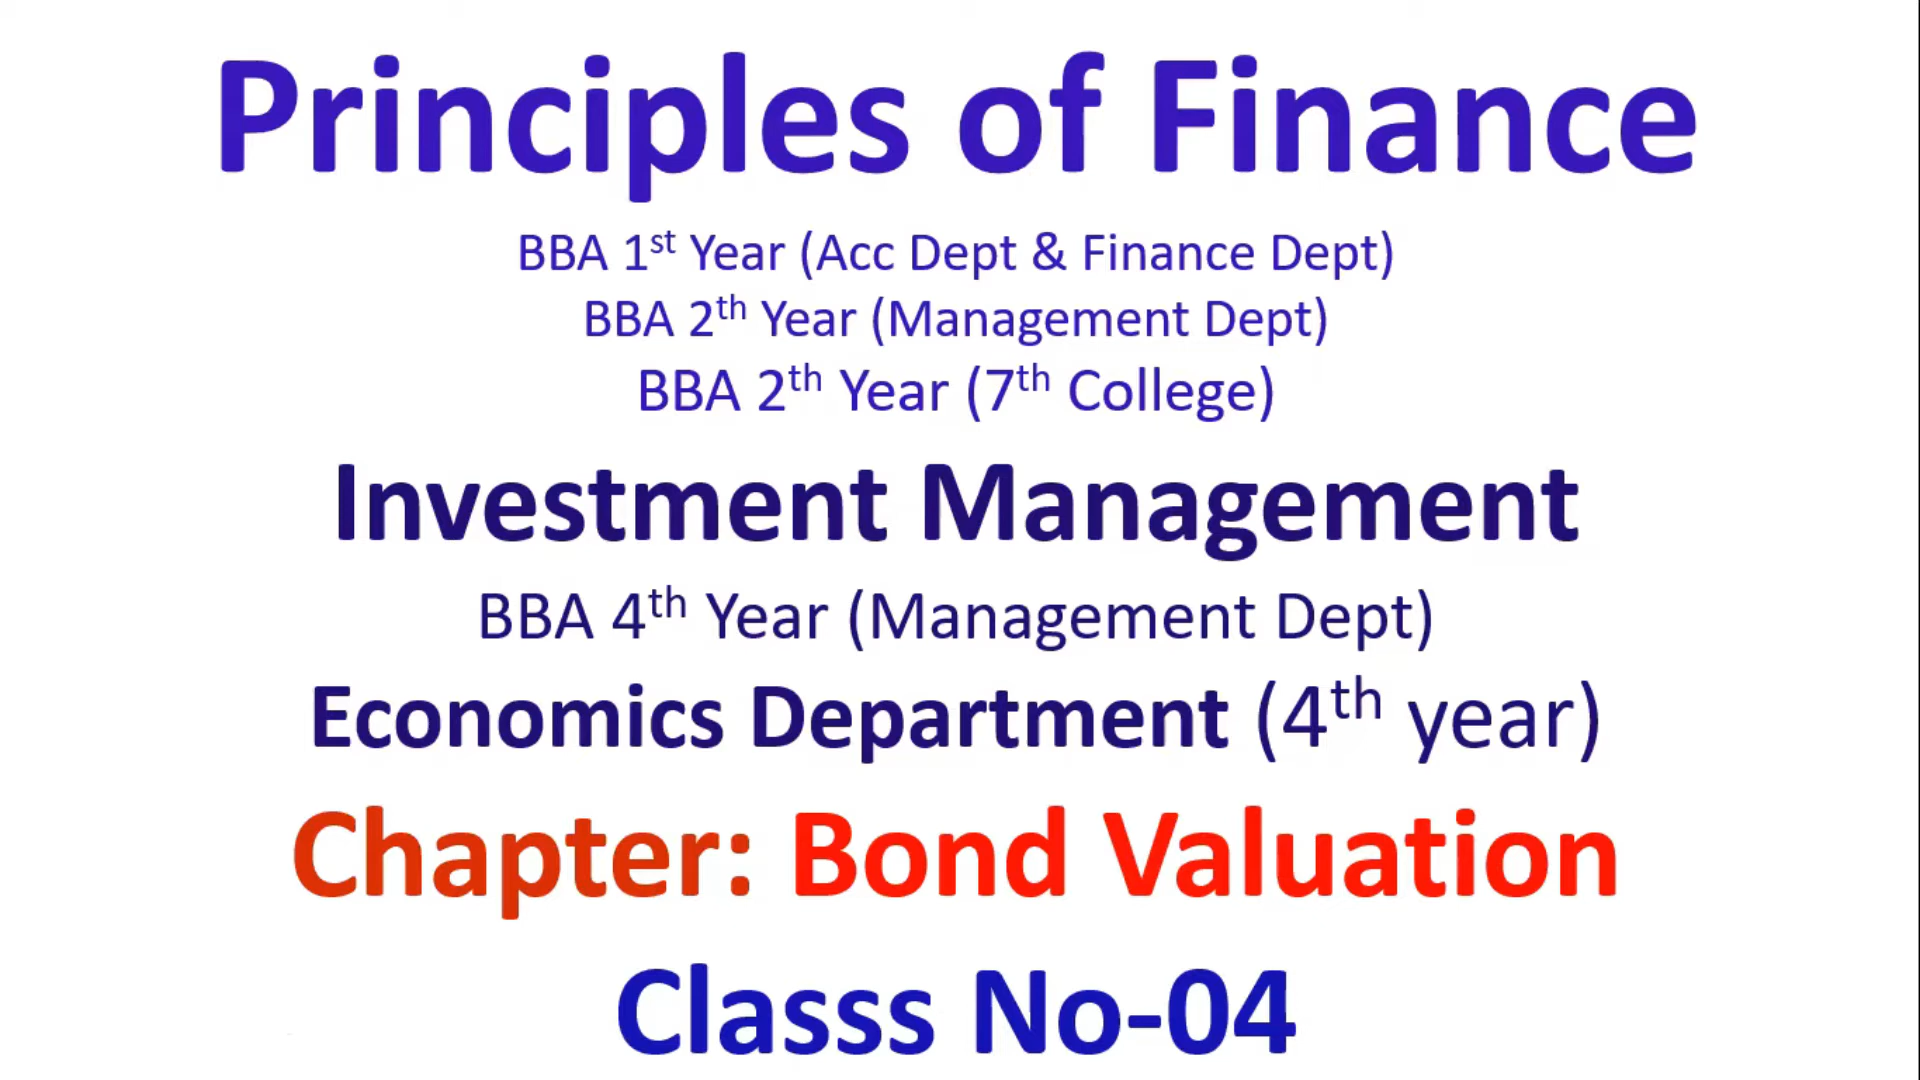 Principles of Finance
BBA 1st Year (Acc Dept & Finance Dept)
BBA 2th Year (Management Dept)
BBA 2th Year (7th College)
Investment Management
BBA 4th Year (Management Dept)
Economics Department (4th year)
Chapter: Bond Valuation
Classs No-04